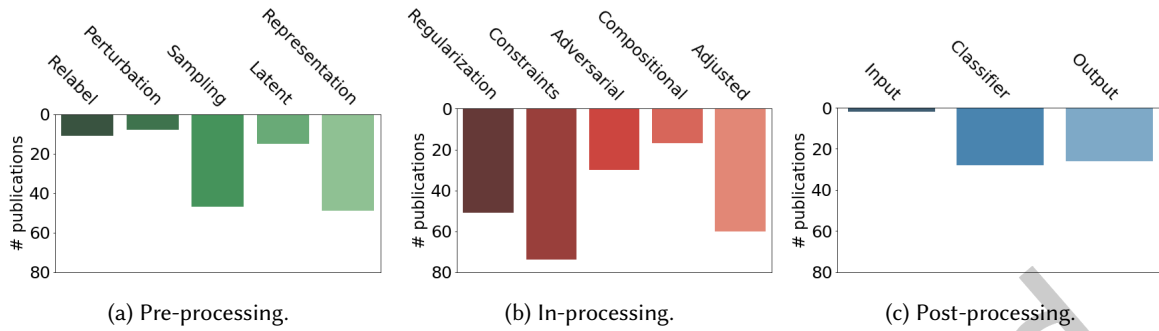 Relabel
Perturbation
Sampling
Latent
Representation
0
20
40
60
80
# publications
(a) Pre-processing.
Regularization
Constraints
Adversarial
Compositional
Adjusted
0
20
40
60
80
# publications
(b) In-processing.
Input
Classifier
Output
0
20
40
60
80
# publications
(c) Post-processing.